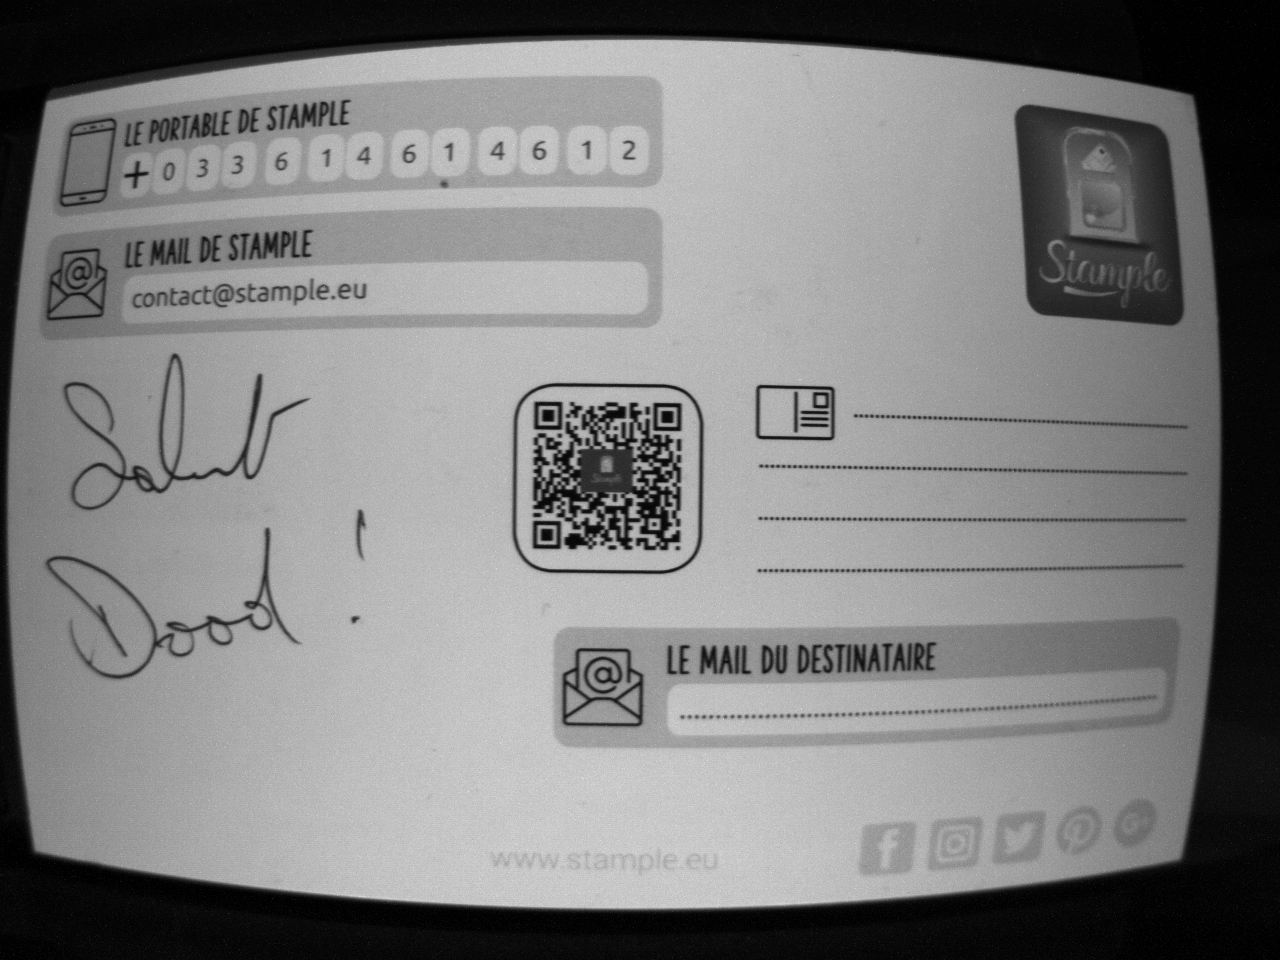 LE PORTABLE DE STAMPLE
+ 0 3 3 6 1 4 6 1 4 6 1 2
LE MAIL DE STAMPLE
contact@stample.eu
Stample
Salut
Dood !
Stample
LE MAIL DU DESTINATAIRE
www.stample.eu